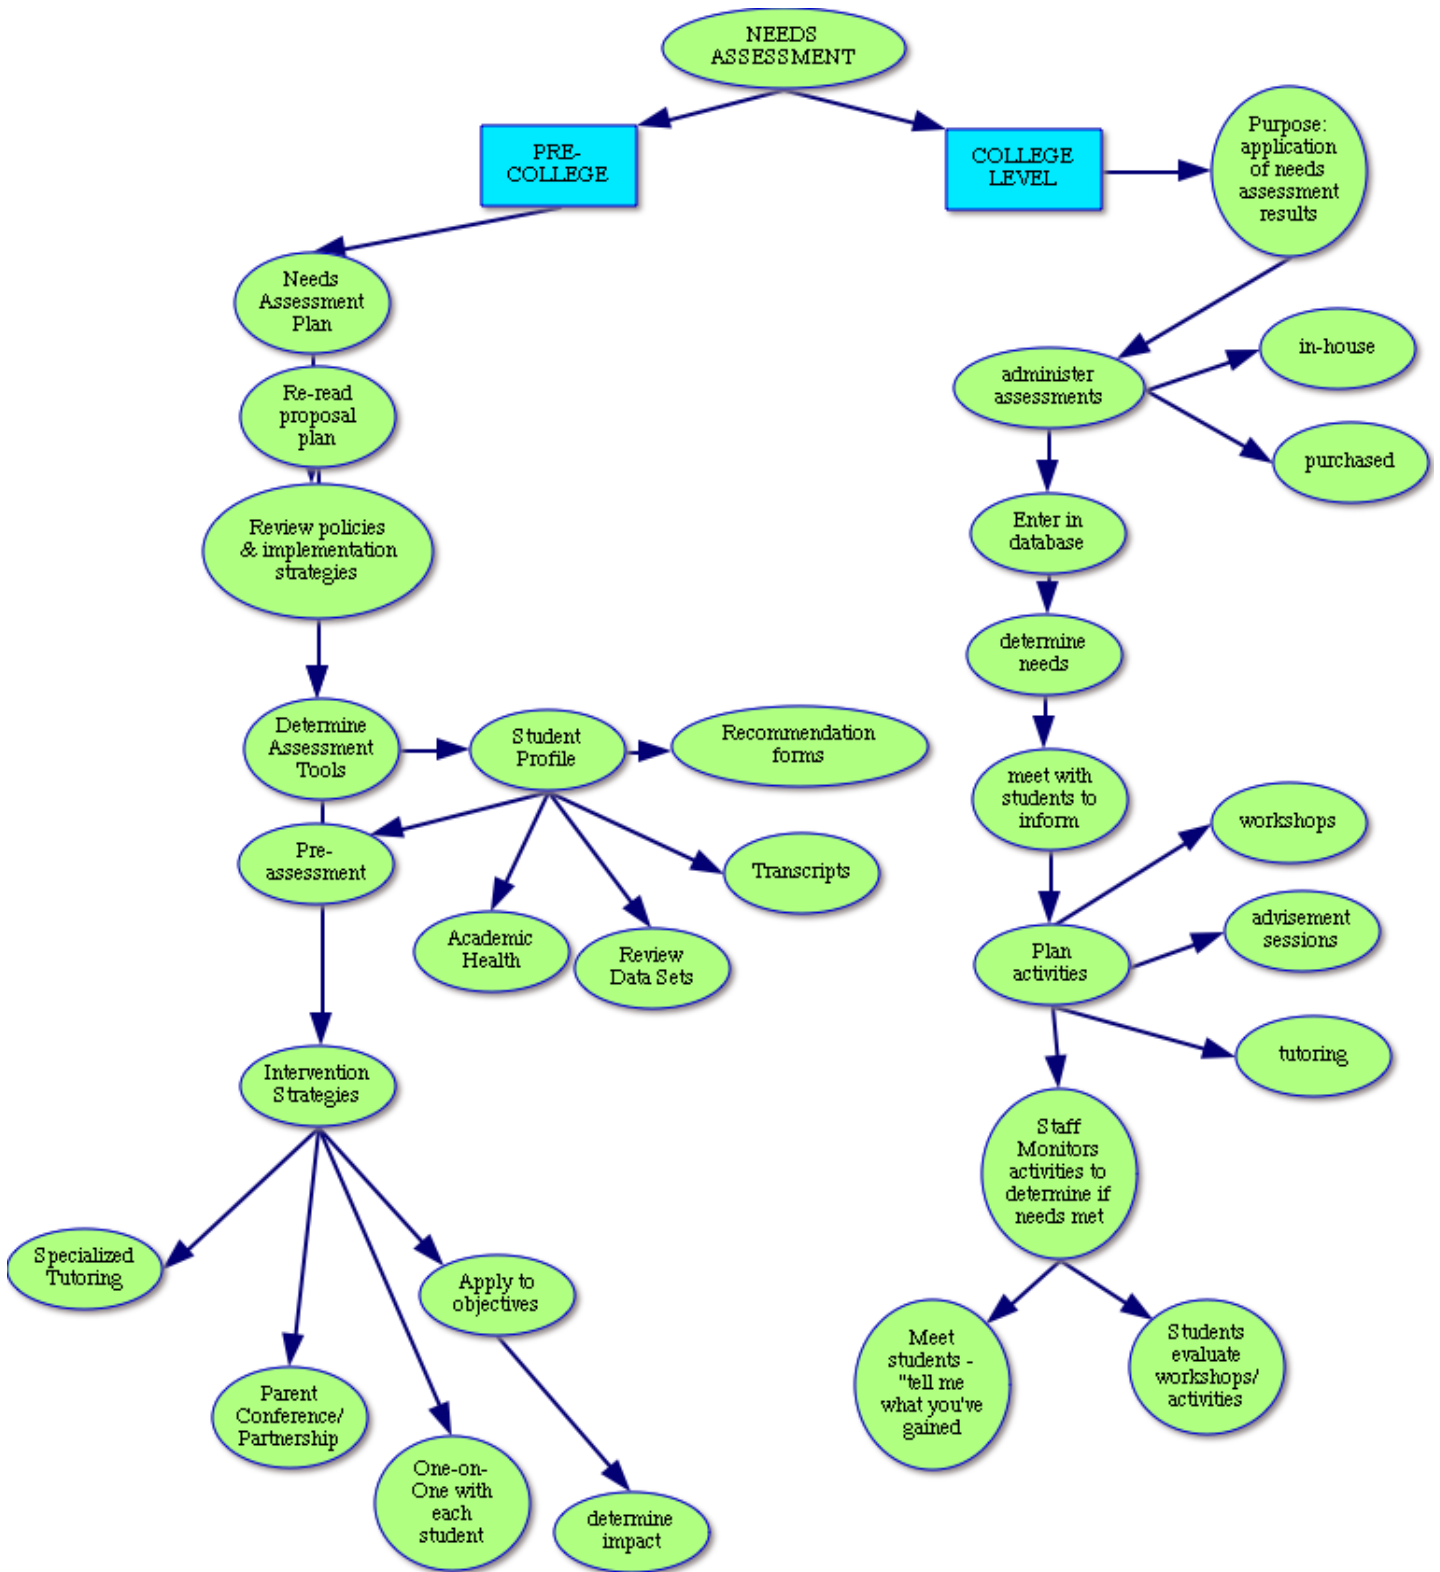 NEEDS
ASSESSMENT
PRE-
COLLEGE
COLLEGE
LEVEL
Purpose:
application
of needs
assessment
results
Needs
Assessment
Plan
Re-read
proposal
plan
Review policies
& implementation
strategies
Determine
Assessment
Tools
Student
Profile
Recommendation
forms
Pre-
assessment
Academic
Health
Review
Data Sets
Transcripts
Intervention
Strategies
Specialized
Tutoring
Parent
Conference/
Partnership
One-on-
One with
each
student
Apply to
objectives
determine
impact
administer
assessments
in-house
purchased
Enter in
database
determine
needs
meet with
students to
inform
Plan
activities
workshops
advisement
sessions
tutoring
Staff
Monitors
activities to
determine if
needs met
Meet
students -
"tell me
what you've
gained
Students
evaluate
workshops/
activities